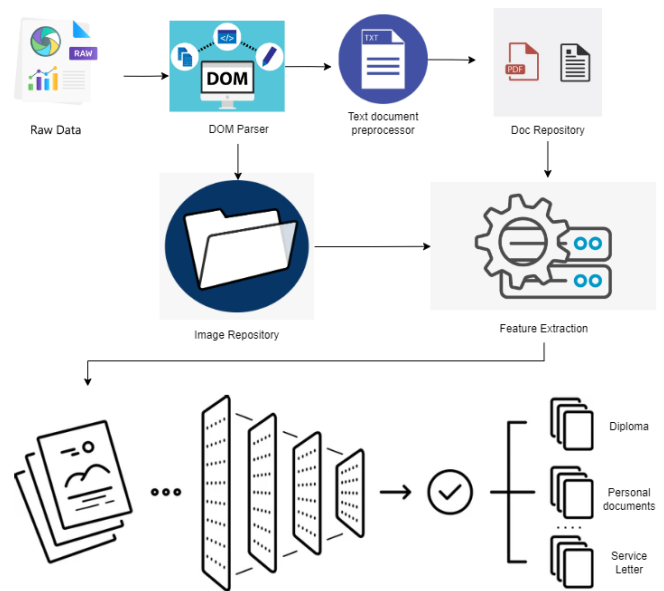 RAW
Raw Data
</>
DOM
DOM Parser
TXT
Text document
preprocessor
PDF
Doc Repository
Image Repository
Feature Extraction
Diploma
Personal
documents
.....
Service
Letter